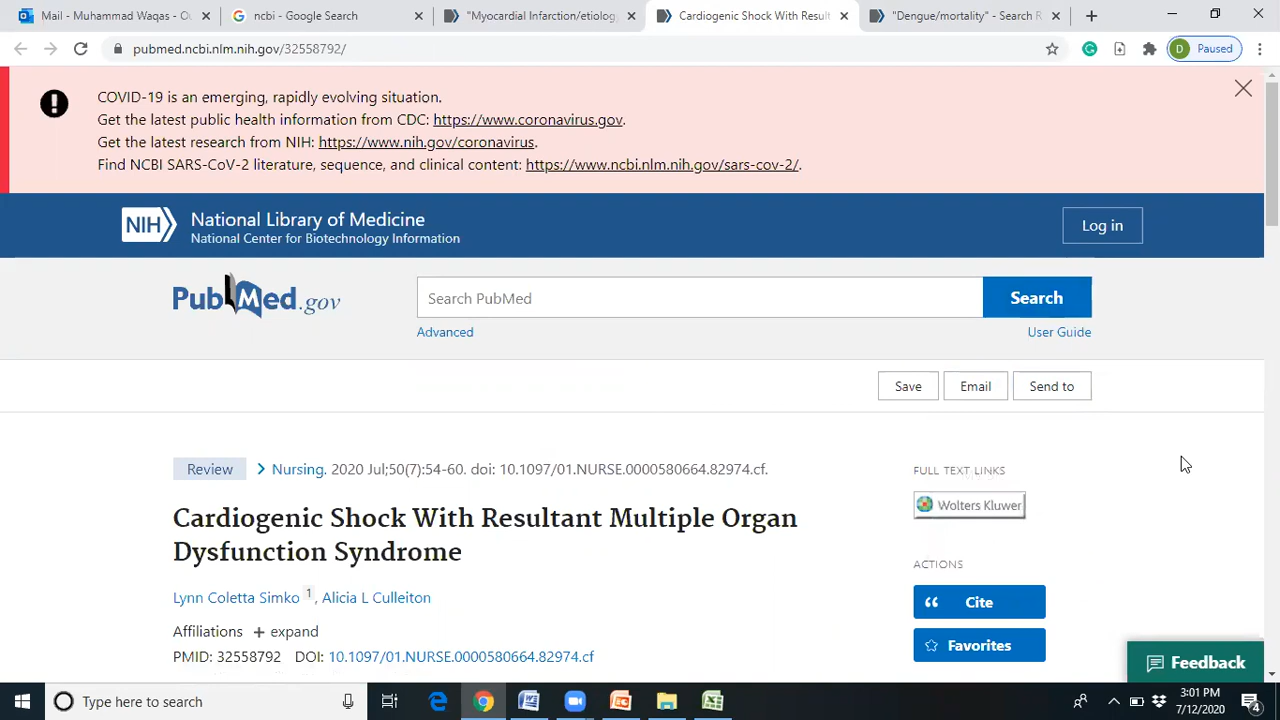 Mail - Muhammad Waqas - Ou
ncbi - Google Search
"Myocardial Infarction/etiology
Cardiogenic Shock With Result
"Dengue/mortality" - Search R
pubmed.ncbi.nlm.nih.gov/32558792/
D Paused
COVID-19 is an emerging, rapidly evolving situation.
Get the latest public health information from CDC: https://www.coronavirus.gov.
Get the latest research from NIH: https://www.nih.gov/coronavirus.
Find NCBI SARS-CoV-2 literature, sequence, and clinical content: https://www.ncbi.nlm.nih.gov/sars-cov-2/.
NIH National Library of Medicine
National Center for Biotechnology Information
Log in
PubMed.gov
Search PubMed
Search
Advanced
User Guide
Save
Email
Send to
Review
Nursing. 2020 Jul;50(7):54-60. doi: 10.1097/01.NURSE.0000580664.82974.cf.
Cardiogenic Shock With Resultant Multiple Organ
Dysfunction Syndrome
Lynn Coletta Simko 1, Alicia L Culleiton
Affiliations + expand
PMID: 32558792 DOI: 10.1097/01.NURSE.0000580664.82974.cf
FULL TEXT LINKS
Wolters Kluwer
ACTIONS
Cite
Favorites
Feedback
Type here to search
3:01 PM
7/12/2020
4